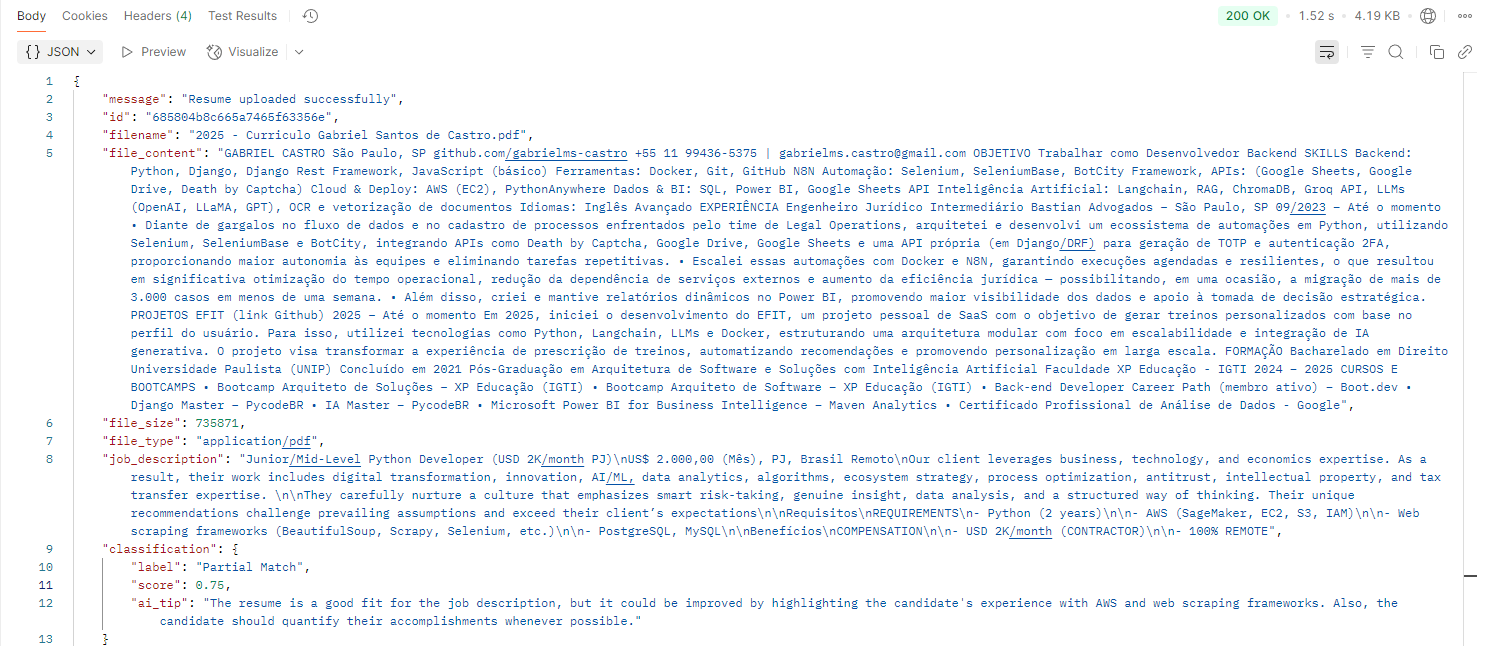 Body Cookies Headers (4) Test Results 200 OK • 1.52 s • 4.19 KB •
{} JSON Preview Visualize
1 {
2 "message": "Resume uploaded successfully",
3 "id": "685804b8c665a7465f63356e",
4 "filename": "2025 - Curriculo Gabriel Santos de Castro.pdf",
5 "file_content": "GABRIEL CASTRO São Paulo, SP github.com/gabrielms-castro +55 11 99436-5375 | gabrielms.castro@gmail.com OBJETIVO Trabalhar como Desenvolvedor Backend SKILLS Backend:
Python, Django, Django Rest Framework, JavaScript (básico) Ferramentas: Docker, Git, GitHub N8N Automação: Selenium, SeleniumBase, BotCity Framework, APIs: (Google Sheets, Google
Drive, Death by Captcha) Cloud & Deploy: AWS (EC2), PythonAnywhere Dados & BI: SQL, Power BI, Google Sheets API Inteligência Artificial: Langchain, RAG, ChromaDB, Groq API, LLMs
(OpenAI, LLaMA, GPT), OCR e vetorização de documentos Idiomas: Inglês Avançado EXPERIÊNCIA Engenheiro Jurídico Intermediário Bastian Advogados – São Paulo, SP 09/2023 – Até o momento
• Diante de gargalos no fluxo de dados e no cadastro de processos enfrentados pelo time de Legal Operations, arquitetei e desenvolvi um ecossistema de automações em Python, utilizando
Selenium, SeleniumBase e BotCity, integrando APIs como Death by Captcha, Google Drive, Google Sheets e uma API própria (em Django/DRF) para geração de TOTP e autenticação 2FA,
proporcionando maior autonomia às equipes e eliminando tarefas repetitivas. • Escalei essas automações com Docker e N8N, garantindo execuções agendadas e resilientes, o que resultou
em significativa otimização do tempo operacional, redução da dependência de serviços externos e aumento da eficiência jurídica — possibilitando, em uma ocasião, a migração de mais de
3.000 casos em menos de uma semana. • Além disso, criei e mantive relatórios dinâmicos no Power BI, promovendo maior visibilidade dos dados e apoio à tomada de decisão estratégica.
PROJETOS EFIT (link Github) 2025 – Até o momento Em 2025, iniciei o desenvolvimento do EFIT, um projeto pessoal de SaaS com o objetivo de gerar treinos personalizados com base no
perfil do usuário. Para isso, utilizei tecnologias como Python, Langchain, LLMs e Docker, estruturando uma arquitetura modular com foco em escalabilidade e integração de IA
generativa. O projeto visa transformar a experiência de prescrição de treinos, automatizando recomendações e promovendo personalização em larga escala. FORMAÇÃO Bacharelado em Direito
Universidade Paulista (UNIP) Concluído em 2021 Pós-Graduação em Arquitetura de Software e Soluções com Inteligência Artificial Faculdade XP Educação - IGTI 2024 – 2025 CURSOS E
BOOTCAMPS • Bootcamp Arquiteto de Soluções – XP Educação (IGTI) • Bootcamp Arquiteto de Software – XP Educação (IGTI) • Back-end Developer Career Path (membro ativo) – Boot.dev •
Django Master – PycodeBR • IA Master – PycodeBR • Microsoft Power BI for Business Intelligence – Maven Analytics • Certificado Profissional de Análise de Dados - Google",
6 "file_size": 735871,
7 "file_type": "application/pdf",
8 "job_description": "Junior/Mid-Level Python Developer (USD 2K/month PJ)\nUS$ 2.000,00 (Mês), PJ, Brasil Remoto\nOur client leverages business, technology, and economics expertise. As a
result, their work includes digital transformation, innovation, AI/ML, data analytics, algorithms, ecosystem strategy, process optimization, antitrust, intellectual property, and tax
transfer expertise. \n\nThey carefully nurture a culture that emphasizes smart risk-taking, genuine insight, data analysis, and a structured way of thinking. Their unique
recommendations challenge prevailing assumptions and exceed their client’s expectations\n\n\nRequisitos\nREQUIREMENTS\n- Python (2 years)\n\n- AWS (SageMaker, EC2, S3, IAM)\n\n- Web
scraping frameworks (BeautifulSoup, Scrapy, Selenium, etc.)\n\n- PostgreSQL, MySQL\n\nBenefícios\nCOMPENSATION\n\n- USD 2K/month (CONTRACTOR)\n\n- 100% REMOTE",
9 "classification": {
10 "label": "Partial Match",
11 "score": 0.75,
12 "ai_tip": "The resume is a good fit for the job description, but it could be improved by highlighting the candidate's experience with AWS and web scraping frameworks. Also, the
candidate should quantify their accomplishments whenever possible."
13 }